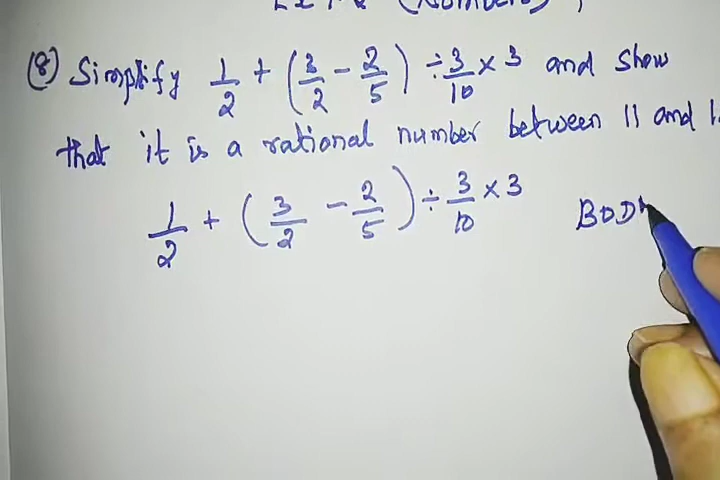 (8) Simplify 1/2 + (3/2 - 2/5) ÷ 3/10 × 3 and show
that it is a rational number between 11 and
1/2 + (3/2 - 2/5) ÷ 3/10 × 3 BOD